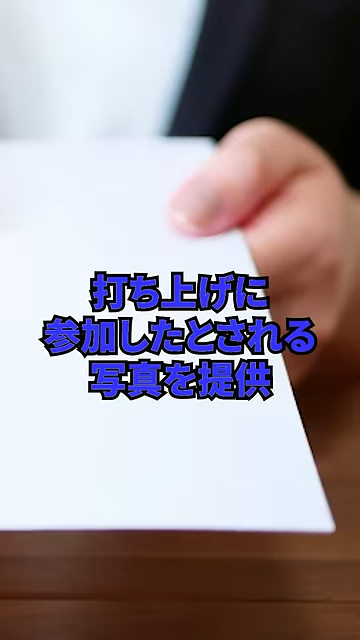 打ち上げに
参加したとされる
写真を提供